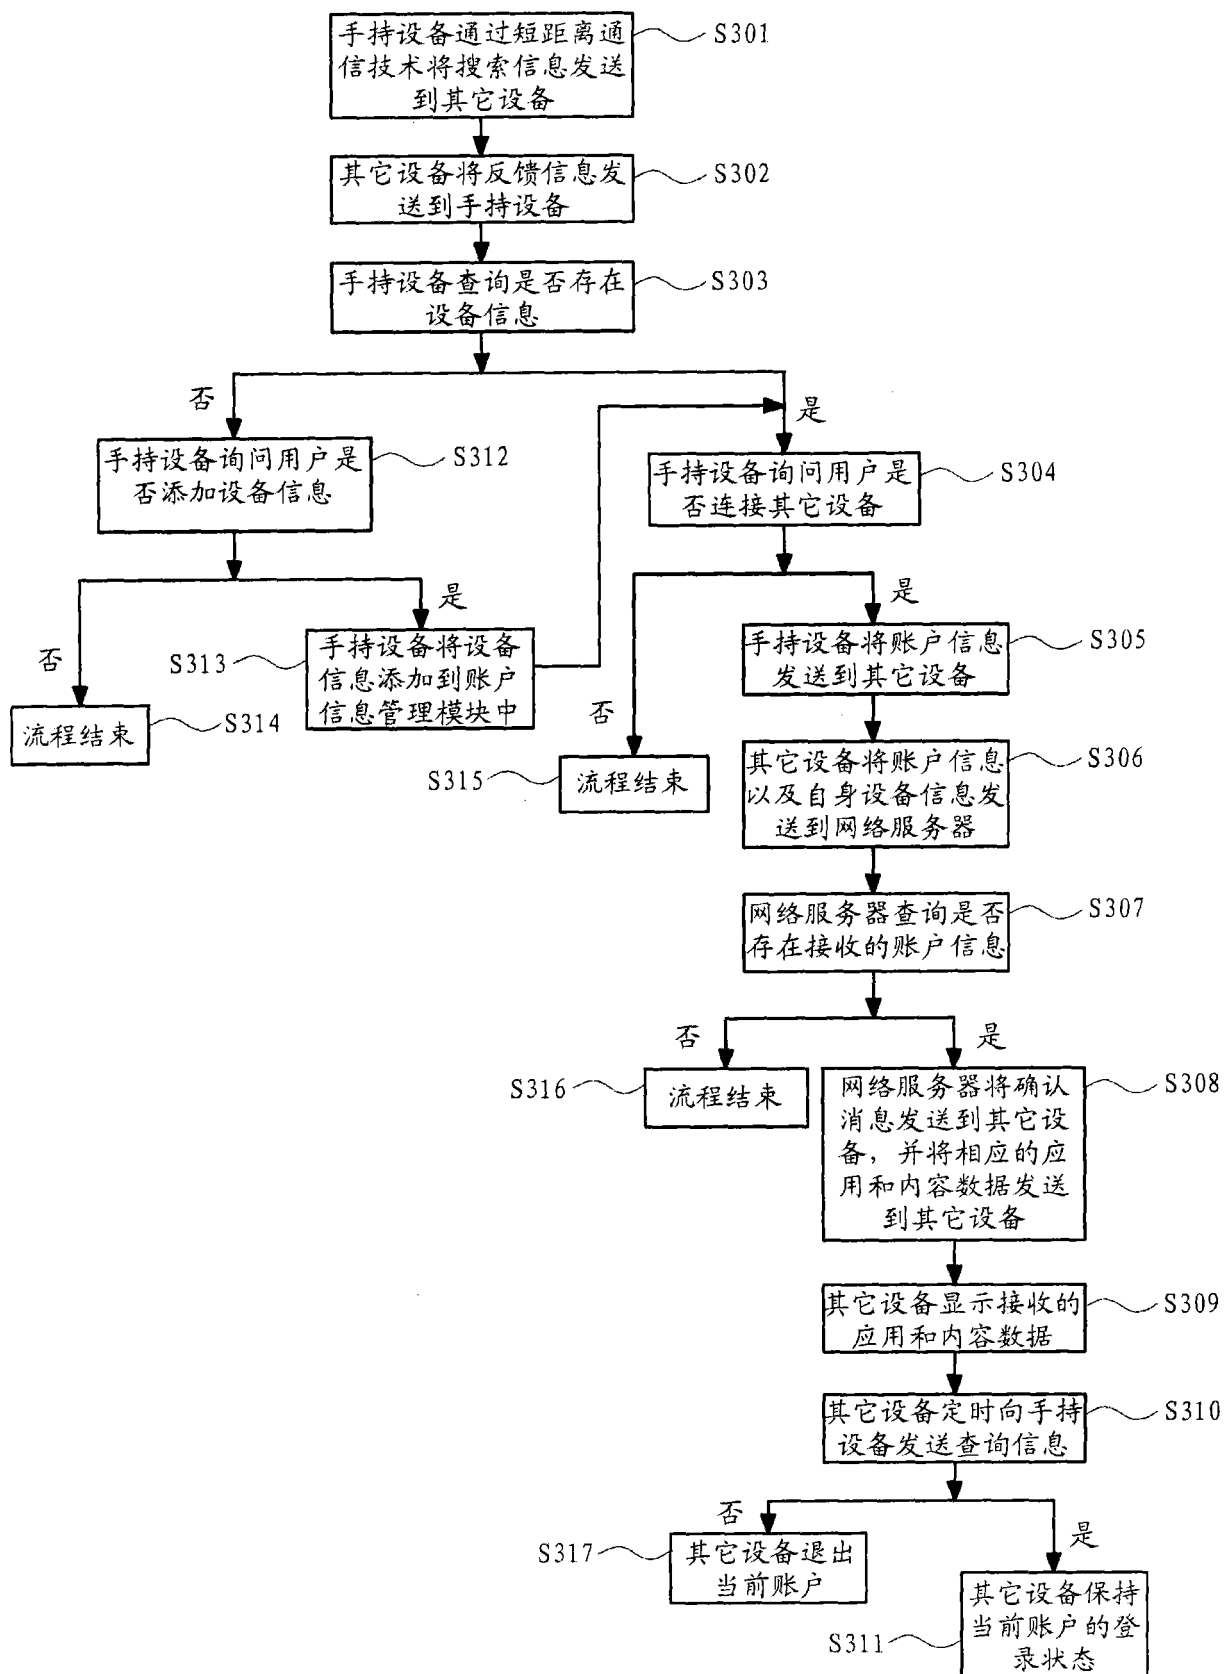 手持设备通过短距离通
信技术将搜索信息发送
到其它设备
S301
其它设备将反馈信息发
送到手持设备
S302
手持设备查询是否存在
设备信息
S303
否
是
手持设备询问用户是
否添加设备信息
S312
手持设备询问用户是
否连接其它设备
S304
否
是
手持设备将设备
信息添加到账户
信息管理模块中
S313
流程结束
S314
否
是
手持设备将账户信息
发送到其它设备
S305
流程结束
S315
其它设备将账户信息
以及自身设备信息发
送到网络服务器
S306
网络服务器查询是否
存在接收的账户信息
S307
否
是
流程结束
S316
网络服务器将确认
消息发送到其它设
备，并将相应的应
用和内容数据发送
到其它设备
S308
其它设备显示接收的
应用和内容数据
S309
其它设备定时向手持
设备发送查询信息
S310
否
是
其它设备退出
当前账户
S317
其它设备保持
当前账户的登
录状态
S311